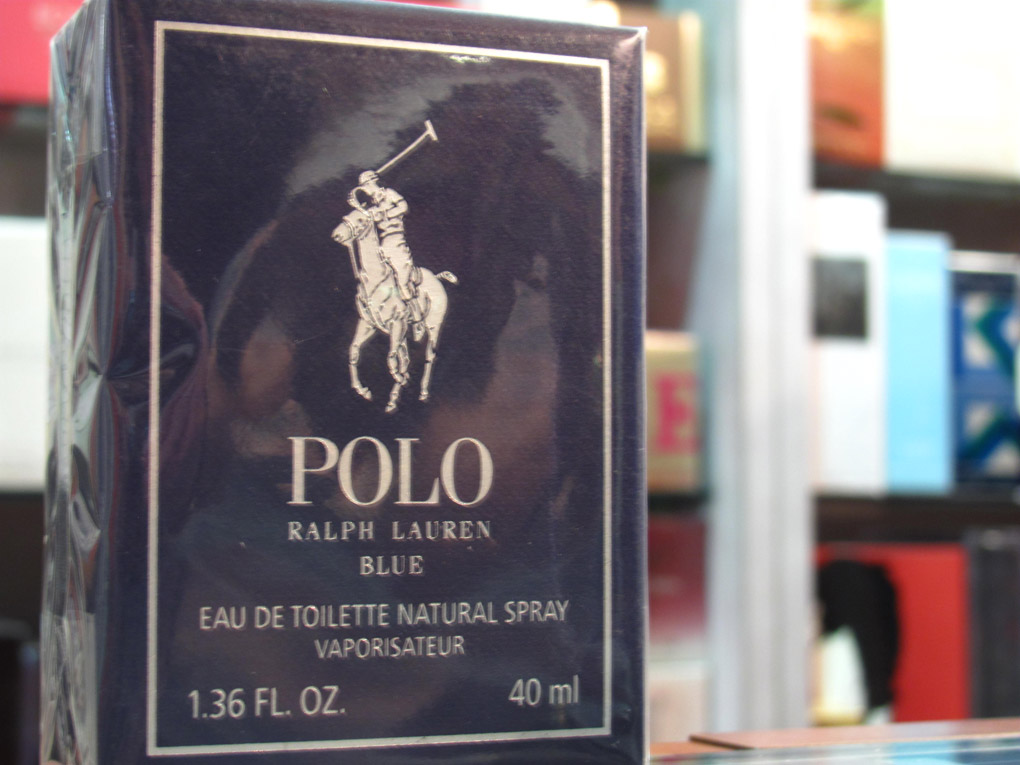 POLO
RALPH LAUREN
BLUE
EAU DE TOILETTE NATURAL SPRAY
VAPORISATEUR
1.36 FL. OZ. 40 ml